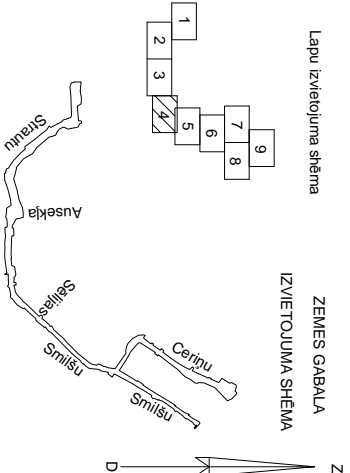 Lapu izvietojuma shēma
1
2
3
4
5
6
7
8
9
ZEMES GABALA
IZVIETOJUMA SHĒMA
Z
D
Strautu
Ausekļa
Sēlijas
Smilšu
Smilšu
Ceriņu